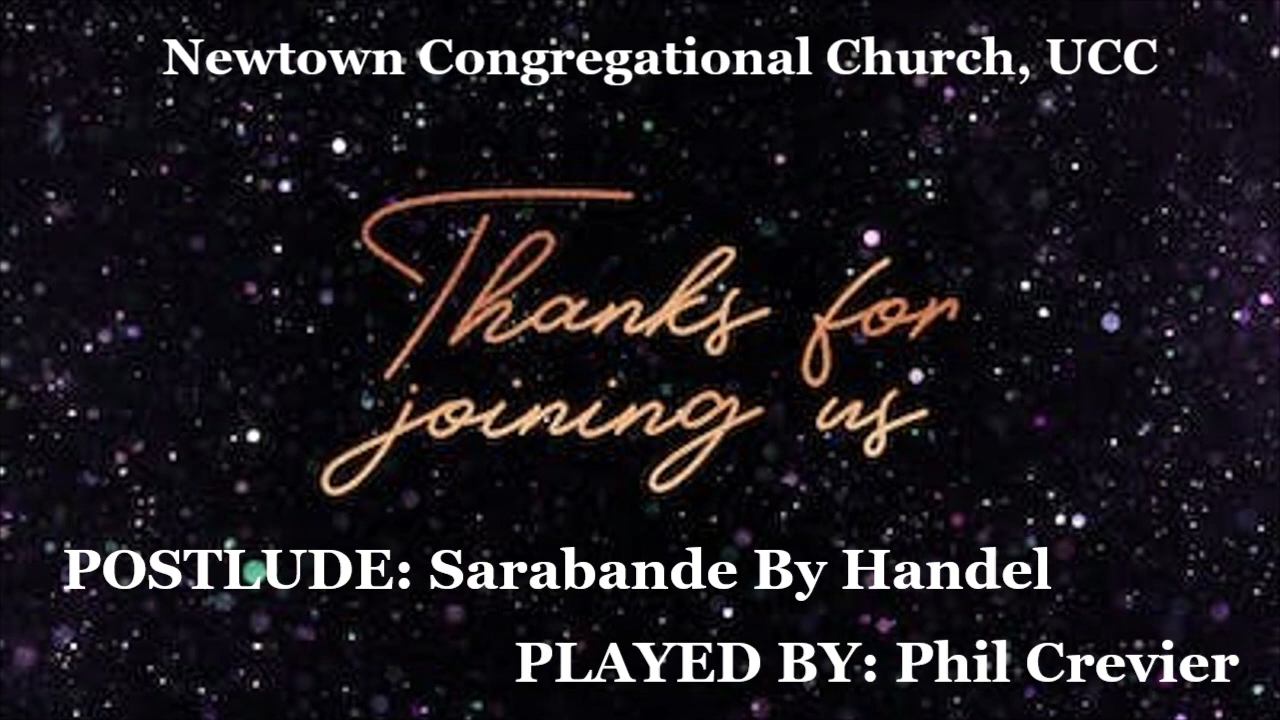 Newtown Congregational Church, UCC
Thanks for
joining us
POSTLUDE: Sarabande By Handel
PLAYED BY: Phil Crevier